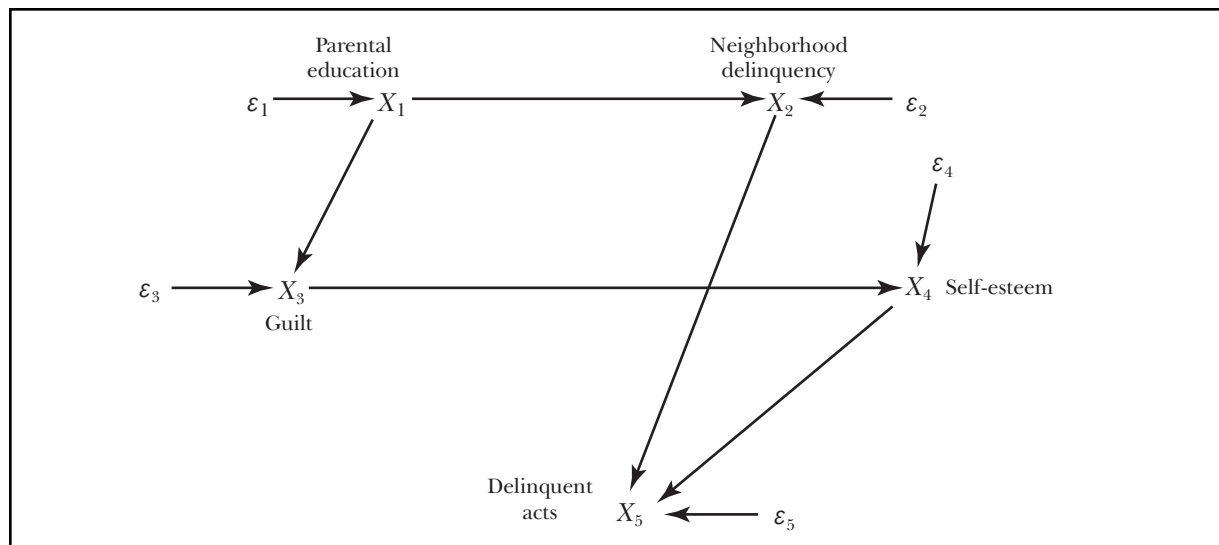 Parental
education
Neighborhood
delinquency
ε1
X1
X2
ε2
ε4
ε3
X3
Guilt
X4 Self-esteem
Delinquent
acts
X5
ε5